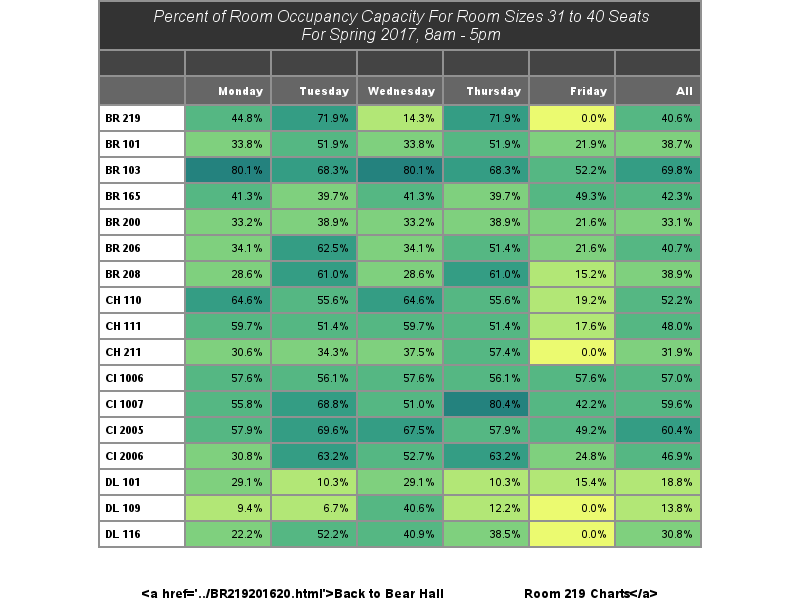 Percent of Room Occupancy Capacity For Room Sizes 31 to 40 Seats
For Spring 2017, 8am - 5pm
Monday Tuesday Wednesday Thursday Friday All
BR 219 44.8% 71.9% 14.3% 71.9% 0.0% 40.6%
BR 101 33.8% 51.9% 33.8% 51.9% 21.9% 38.7%
BR 103 80.1% 68.3% 80.1% 68.3% 52.2% 69.8%
BR 165 41.3% 39.7% 41.3% 39.7% 49.3% 42.3%
BR 200 33.2% 38.9% 33.2% 38.9% 21.6% 33.1%
BR 206 34.1% 62.5% 34.1% 51.4% 21.6% 40.7%
BR 208 28.6% 61.0% 28.6% 61.0% 15.2% 38.9%
CH 110 64.6% 55.6% 64.6% 55.6% 19.2% 52.2%
CH 111 59.7% 51.4% 59.7% 51.4% 17.6% 48.0%
CH 211 30.6% 34.3% 37.5% 57.4% 0.0% 31.9%
CI 1006 57.6% 56.1% 57.6% 56.1% 57.6% 57.0%
CI 1007 55.8% 68.8% 51.0% 80.4% 42.2% 59.6%
CI 2005 57.9% 69.6% 67.5% 57.9% 49.2% 60.4%
CI 2006 30.8% 63.2% 52.7% 63.2% 24.8% 46.9%
DL 101 29.1% 10.3% 29.1% 10.3% 15.4% 18.8%
DL 109 9.4% 6.7% 40.6% 12.2% 0.0% 13.8%
DL 116 22.2% 52.2% 40.9% 38.5% 0.0% 30.8%
<a href='../BR219201620.html'>Back to Bear Hall Room 219 Charts</a>